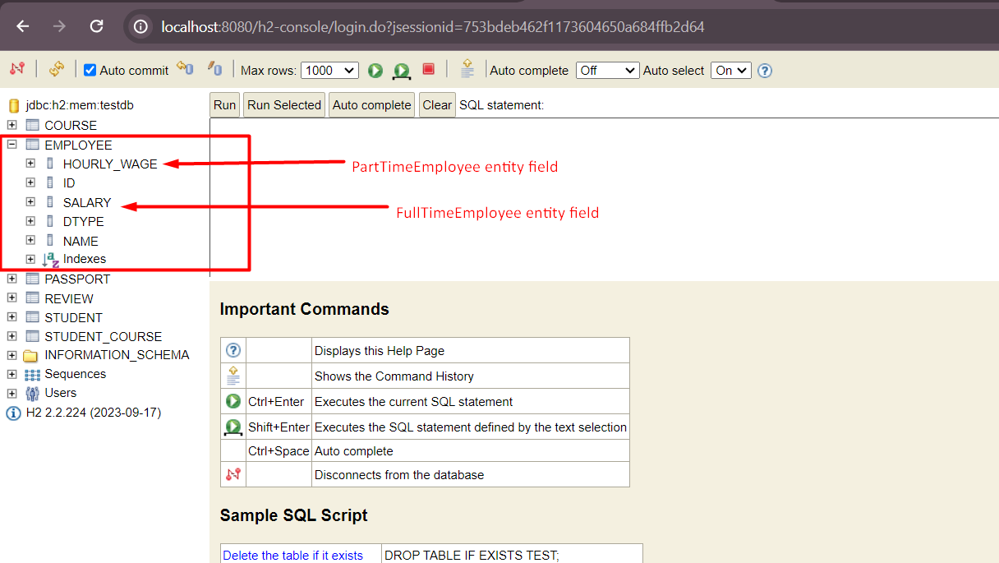 localhost:8080/h2-console/login.do?jsessionid=753bdeb462f1173604650a684ffb2d64
Auto commit Max rows: 1000 Auto complete Off Auto select On
jdbc:h2:mem:testdb
COURSE
EMPLOYEE
HOURLY_WAGE
ID
SALARY
DTYPE
NAME
Indexes
PASSPORT
REVIEW
STUDENT
STUDENT_COURSE
INFORMATION_SCHEMA
Sequences
Users
H2 2.2.224 (2023-09-17)
Run Run Selected Auto complete Clear SQL statement:
PartTimeEmployee entity field
FullTimeEmployee entity field
Important Commands
Displays this Help Page
Shows the Command History
Ctrl+Enter Executes the current SQL statement
Shift+Enter Executes the SQL statement defined by the text selection
Ctrl+Space Auto complete
Disconnects from the database
Sample SQL Script
Delete the table if it exists DROP TABLE IF EXISTS TEST;